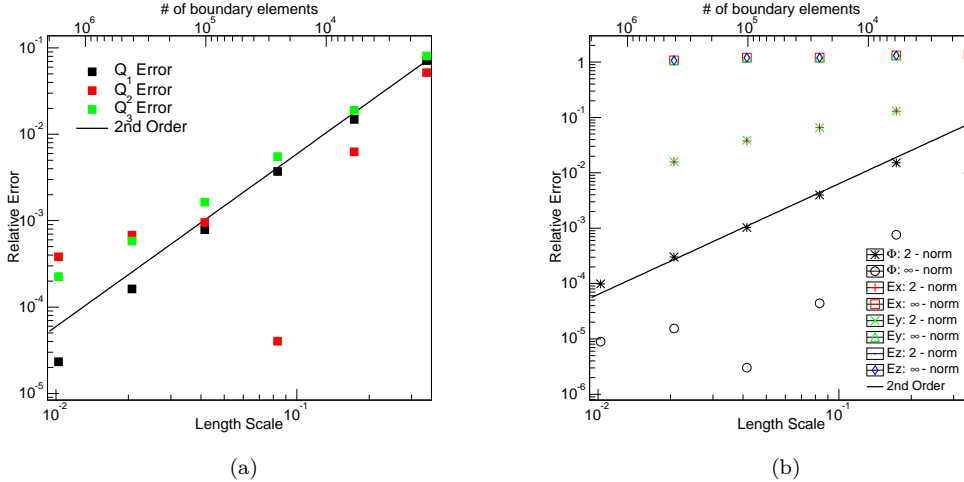 # of boundary elements
10^6 10^5 10^4
10^-1
10^-2
10^-3
10^-4
10^-5
Relative Error
Q_1 Error
Q_2 Error
Q_3 Error
2nd Order
10^-2 10^-1
Length Scale
(a)
# of boundary elements
10^6 10^5 10^4
1
10^-1
10^-2
10^-3
10^-4
10^-5
10^-6
Relative Error
Φ: 2 - norm
Φ: ∞ - norm
Ex: 2 - norm
Ex: ∞ - norm
Ey: 2 - norm
Ey: ∞ - norm
Ez: 2 - norm
Ez: ∞ - norm
2nd Order
10^-2 10^-1
Length Scale
(b)